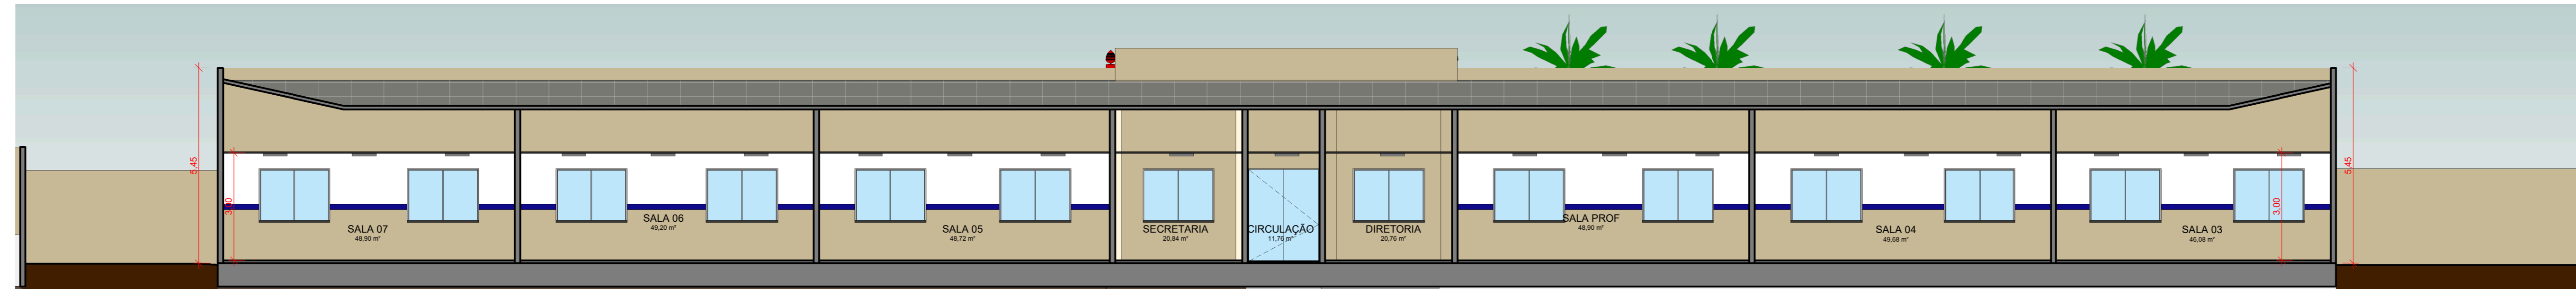 5,45
3,00
SALA 07
48,90 m²
SALA 06
49,20 m²
SALA 05
48,72 m²
SECRETARIA
20,84 m²
CIRCULAÇÃO
11,76 m²
DIRETORIA
20,76 m²
SALA PROF
48,90 m²
SALA 04
49,68 m²
SALA 03
46,08 m²
3,00
5,45